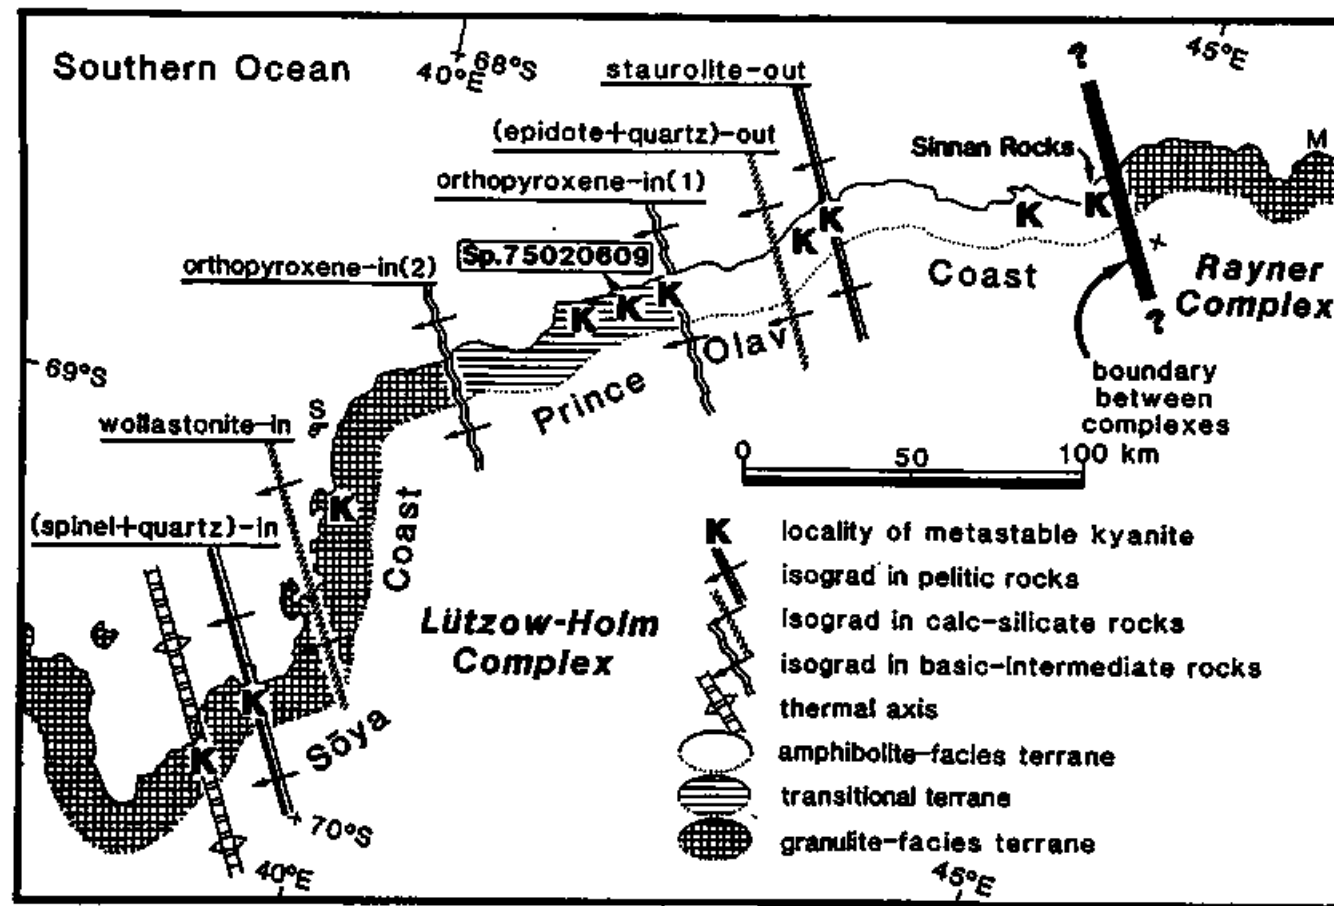 45°E
68°S
40°E
Southern Ocean
staurolite-out
(epidote+quartz)-out
Sinnan Rocks
M
orthopyroxene-in(1)
Sp.75020609
orthopyroxene-in(2)
Coast
Rayner
Complex
?
?
Olav
Prince
69°S
boundary
between
complexes
S
wollastonite-in
0
50
100 km
K
K
K
K
K
K
K
K
K
K
(spinel+quartz)-in
Coast
K locality of metastable kyanite
isograd in pelitic rocks
isograd in calc-silicate rocks
isograd in basic-intermediate rocks
thermal axis
amphibolite-facies terrane
transitional terrane
granulite-facies terrane
Lützow-Holm
Complex
Sōya
70°S
40°E
45°E